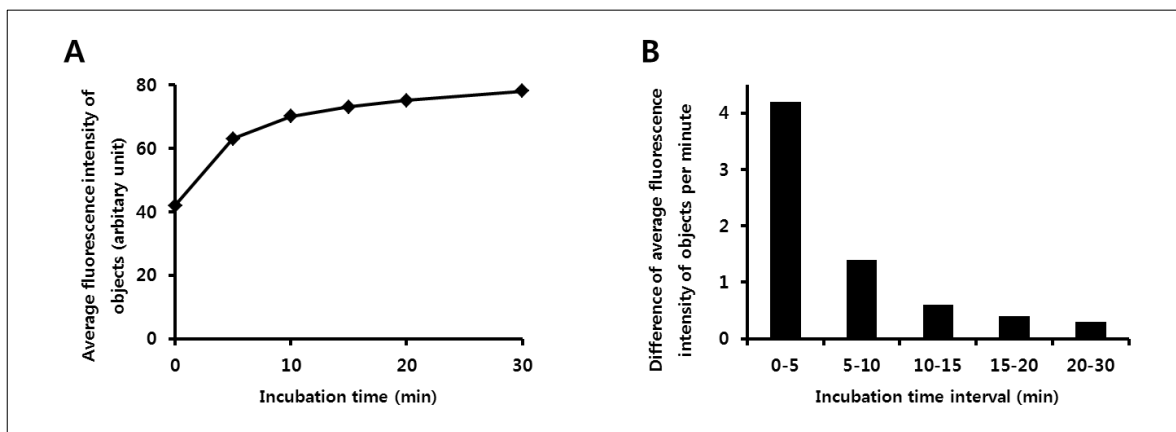 A
Average fluorescence intensity of
objects (arbitary unit)
80
60
40
20
0
0 10 20 30
Incubation time (min)
B
Difference of average fluorescence
intensity of objects per minute
4
3
2
1
0
0-5 5-10 10-15 15-20 20-30
Incubation time interval (min)